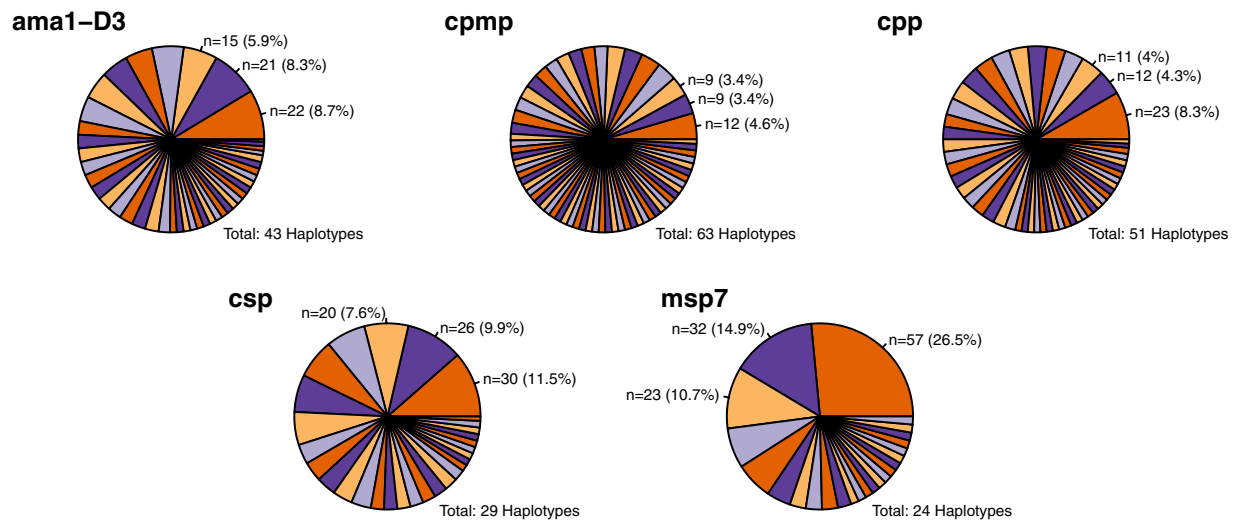 ama1−D3
n=15 (5.9%)
n=21 (8.3%)
n=22 (8.7%)
Total: 43 Haplotypes
cpmp
n=9 (3.4%)
n=9 (3.4%)
n=12 (4.6%)
Total: 63 Haplotypes
cpp
n=11 (4%)
n=12 (4.3%)
n=23 (8.3%)
Total: 51 Haplotypes
csp
n=20 (7.6%)
n=26 (9.9%)
n=30 (11.5%)
Total: 29 Haplotypes
msp7
n=32 (14.9%)
n=57 (26.5%)
n=23 (10.7%)
Total: 24 Haplotypes